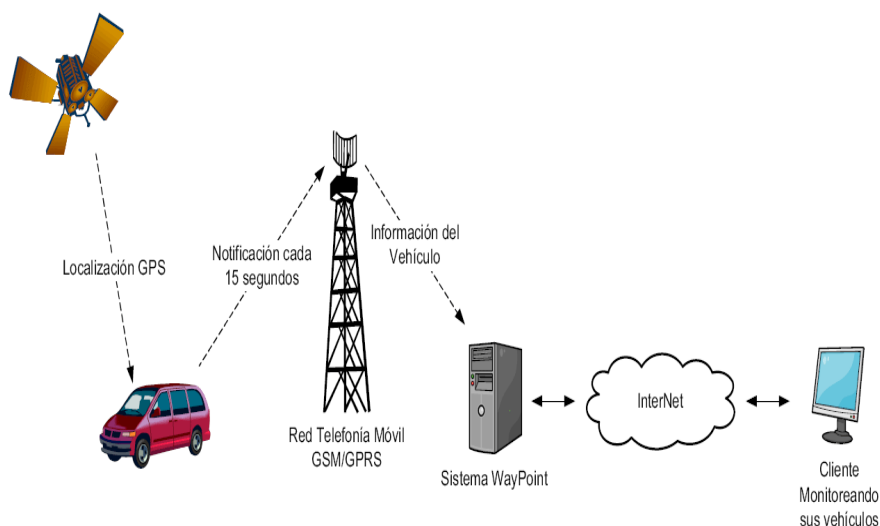 Localización GPS
Notificación cada
15 segundos
Información del
Vehículo
Red Telefonía Móvil
GSM/GPRS
Sistema WayPoint
InterNet
Cliente
Monitoreando
sus vehículos